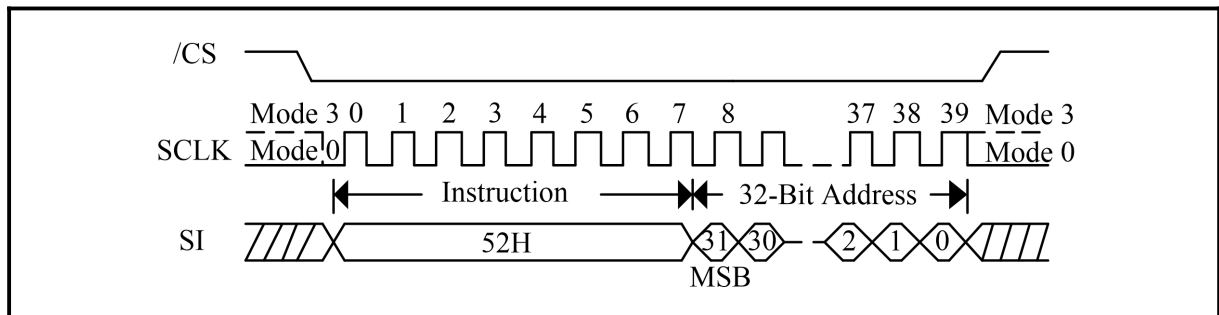 /CS
Mode 3 0 1 2 3 4 5 6 7 8 37 38 39 Mode 3
SCLK Mode 0 Mode 0
Instruction 32-Bit Address
SI 52H 31 30 2 1 0
MSB